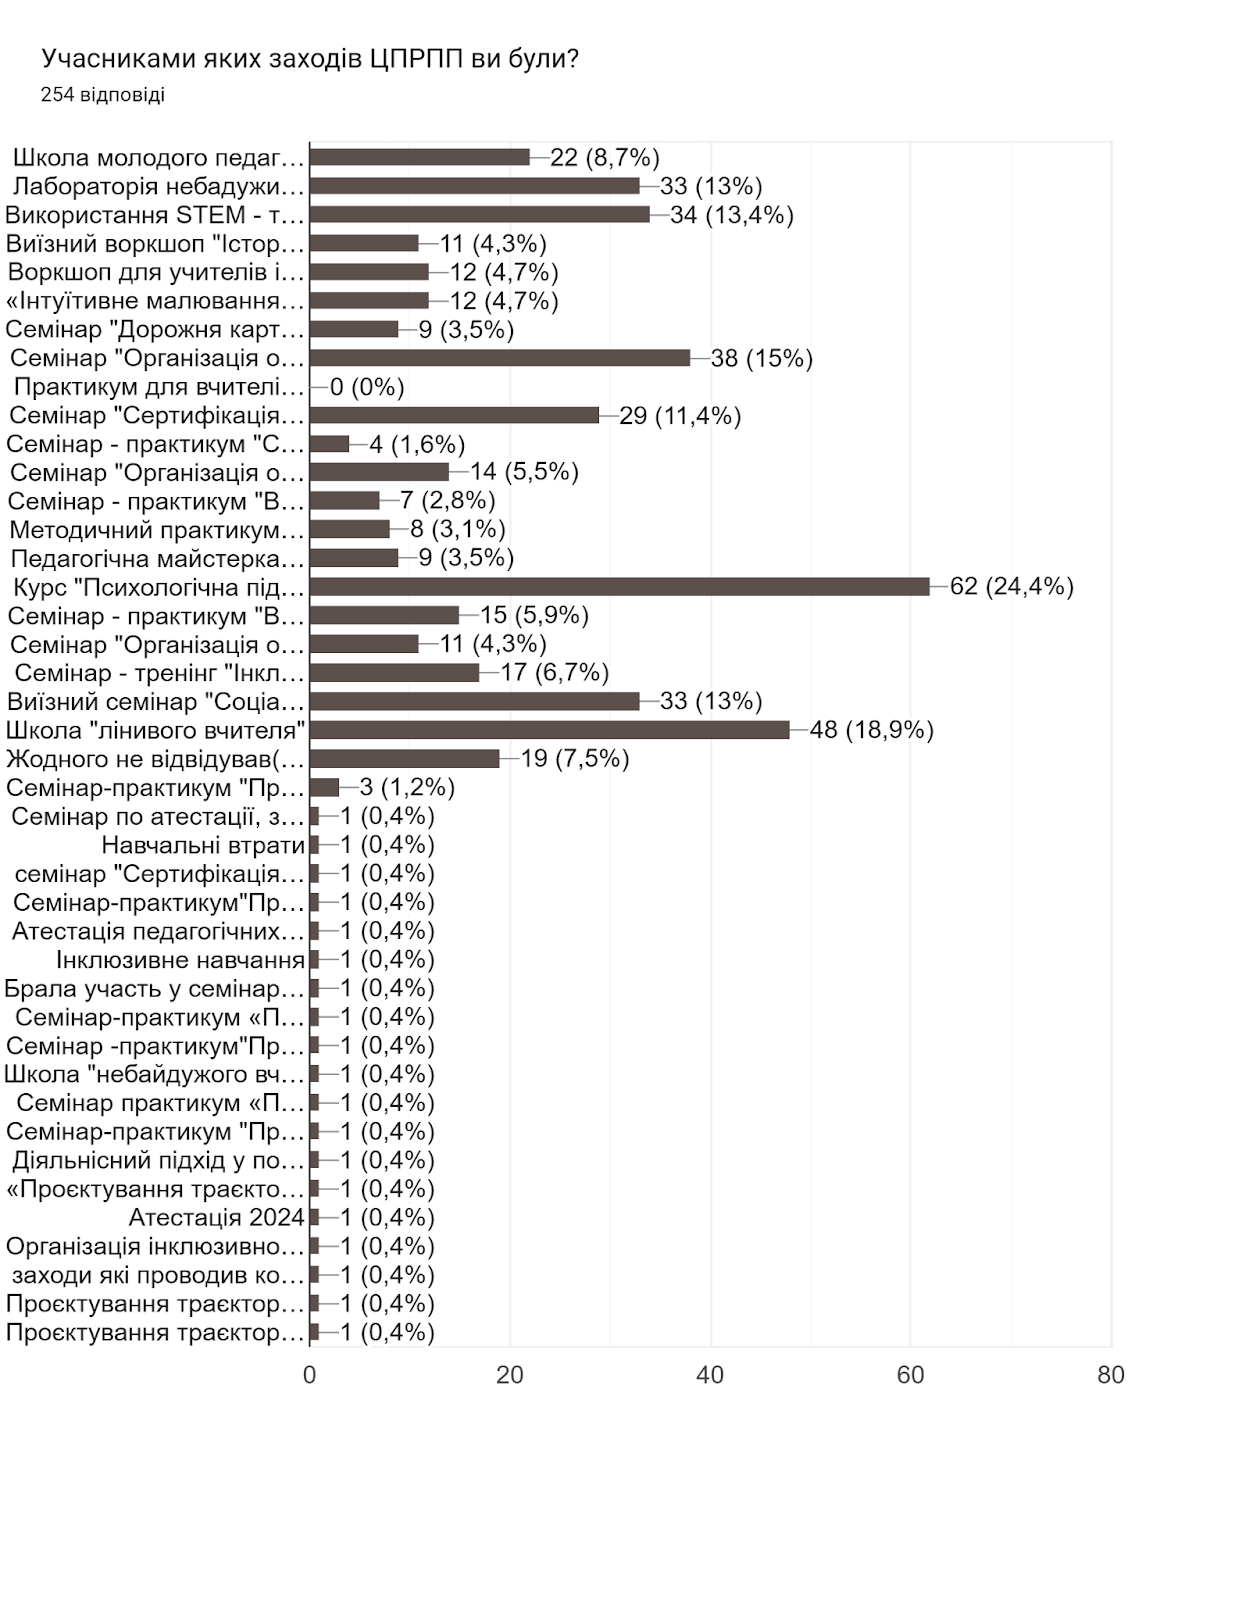 Учасниками яких заходів ЦПРПП ви були?
254 відповіді
Школа молодого педаг… 22 (8,7%)
Лабораторія небадужи… 33 (13%)
Використання STEM - т… 34 (13,4%)
Виїзний воркшоп "Істор… 11 (4,3%)
Воркшоп для учителів і… 12 (4,7%)
«Інтуїтивне малювання… 12 (4,7%)
Семінар "Дорожня карт… 9 (3,5%)
Семінар "Організація о… 38 (15%)
Практикум для вчителі… 0 (0%)
Семінар "Сертифікація… 29 (11,4%)
Семінар - практикум "С… 4 (1,6%)
Семінар "Організація о… 14 (5,5%)
Семінар - практикум "В… 7 (2,8%)
Методичний практикум… 8 (3,1%)
Педагогічна майстерка… 9 (3,5%)
Курс "Психологічна під… 62 (24,4%)
Семінар - практикум "В… 15 (5,9%)
Семінар "Організація о… 11 (4,3%)
Семінар - тренінг "Інкл… 17 (6,7%)
Виїзний семінар "Соціа… 33 (13%)
Школа "лінивого вчителя" 48 (18,9%)
Жодного не відвідував(… 19 (7,5%)
Семінар-практикум "Пр… 3 (1,2%)
Семінар по атестації, з… 1 (0,4%)
Навчальні втрати 1 (0,4%)
семінар "Сертифікація… 1 (0,4%)
Семінар-практикум"Пр… 1 (0,4%)
Атестація педагогічних… 1 (0,4%)
Інклюзивне навчання 1 (0,4%)
Брала участь у семінар… 1 (0,4%)
Семінар-практикум «П… 1 (0,4%)
Семінар -практикум"Пр… 1 (0,4%)
Школа "небайдужого вч… 1 (0,4%)
Семінар практикум «П… 1 (0,4%)
Семінар-практикум "Пр… 1 (0,4%)
Діяльнісний підхід у по… 1 (0,4%)
«Проєктування траєкто… 1 (0,4%)
Атестація 2024 1 (0,4%)
Організація інклюзивно… 1 (0,4%)
заходи які проводив ко… 1 (0,4%)
Проєктування траєктор… 1 (0,4%)
Проєктування траєктор… 1 (0,4%)
0 20 40 60 80